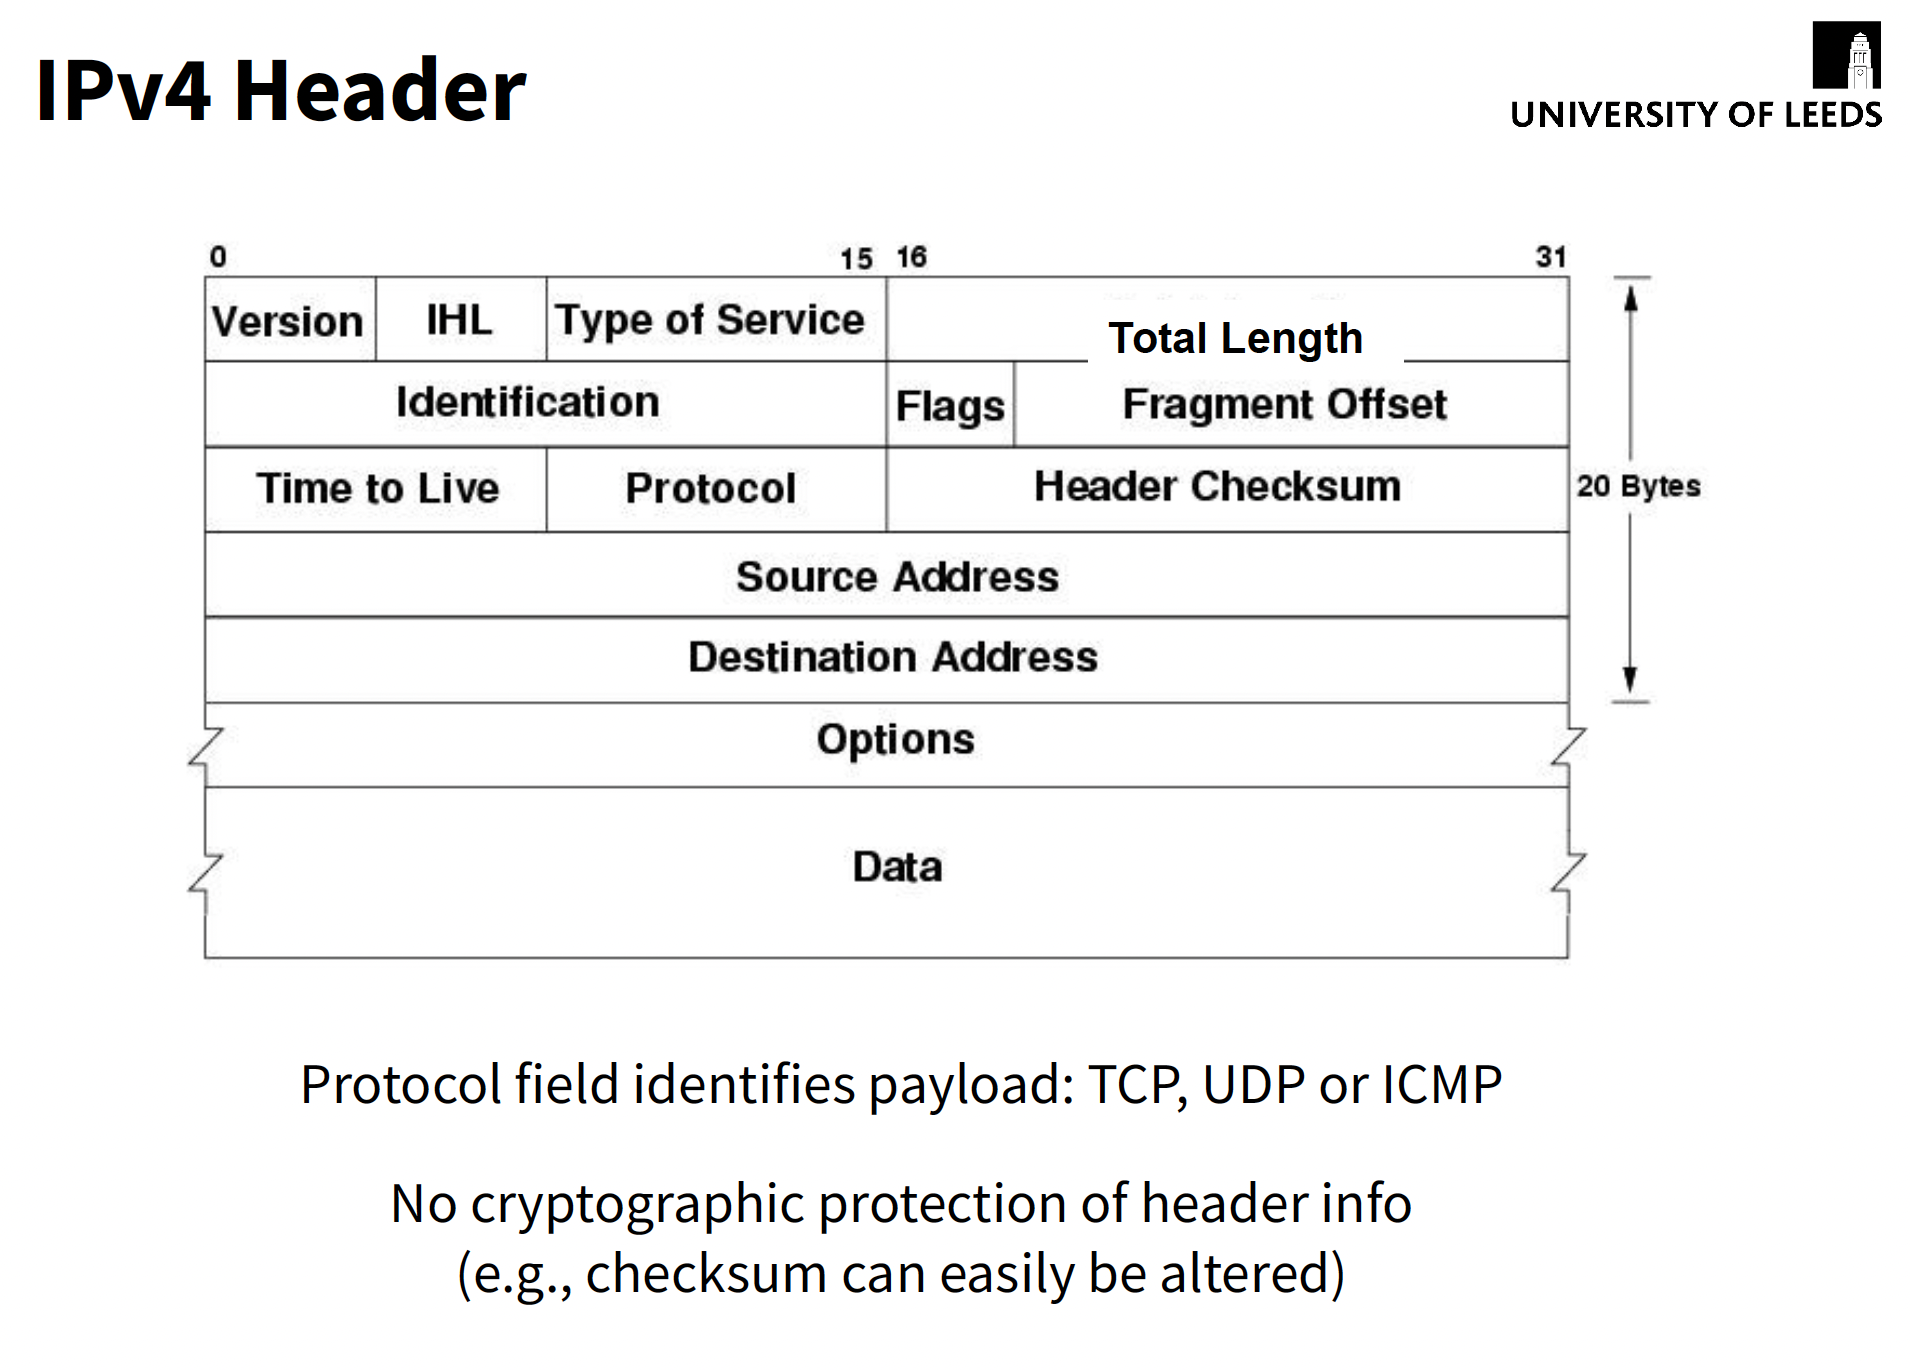 IPv4 Header
UNIVERSITY OF LEEDS
0 15 16 31
Version IHL Type of Service Total Length
Identification Flags Fragment Offset
Time to Live Protocol Header Checksum
20 Bytes
Source Address
Destination Address
Options
Data
Protocol field identifies payload: TCP, UDP or ICMP
No cryptographic protection of header info
(e.g., checksum can easily be altered)